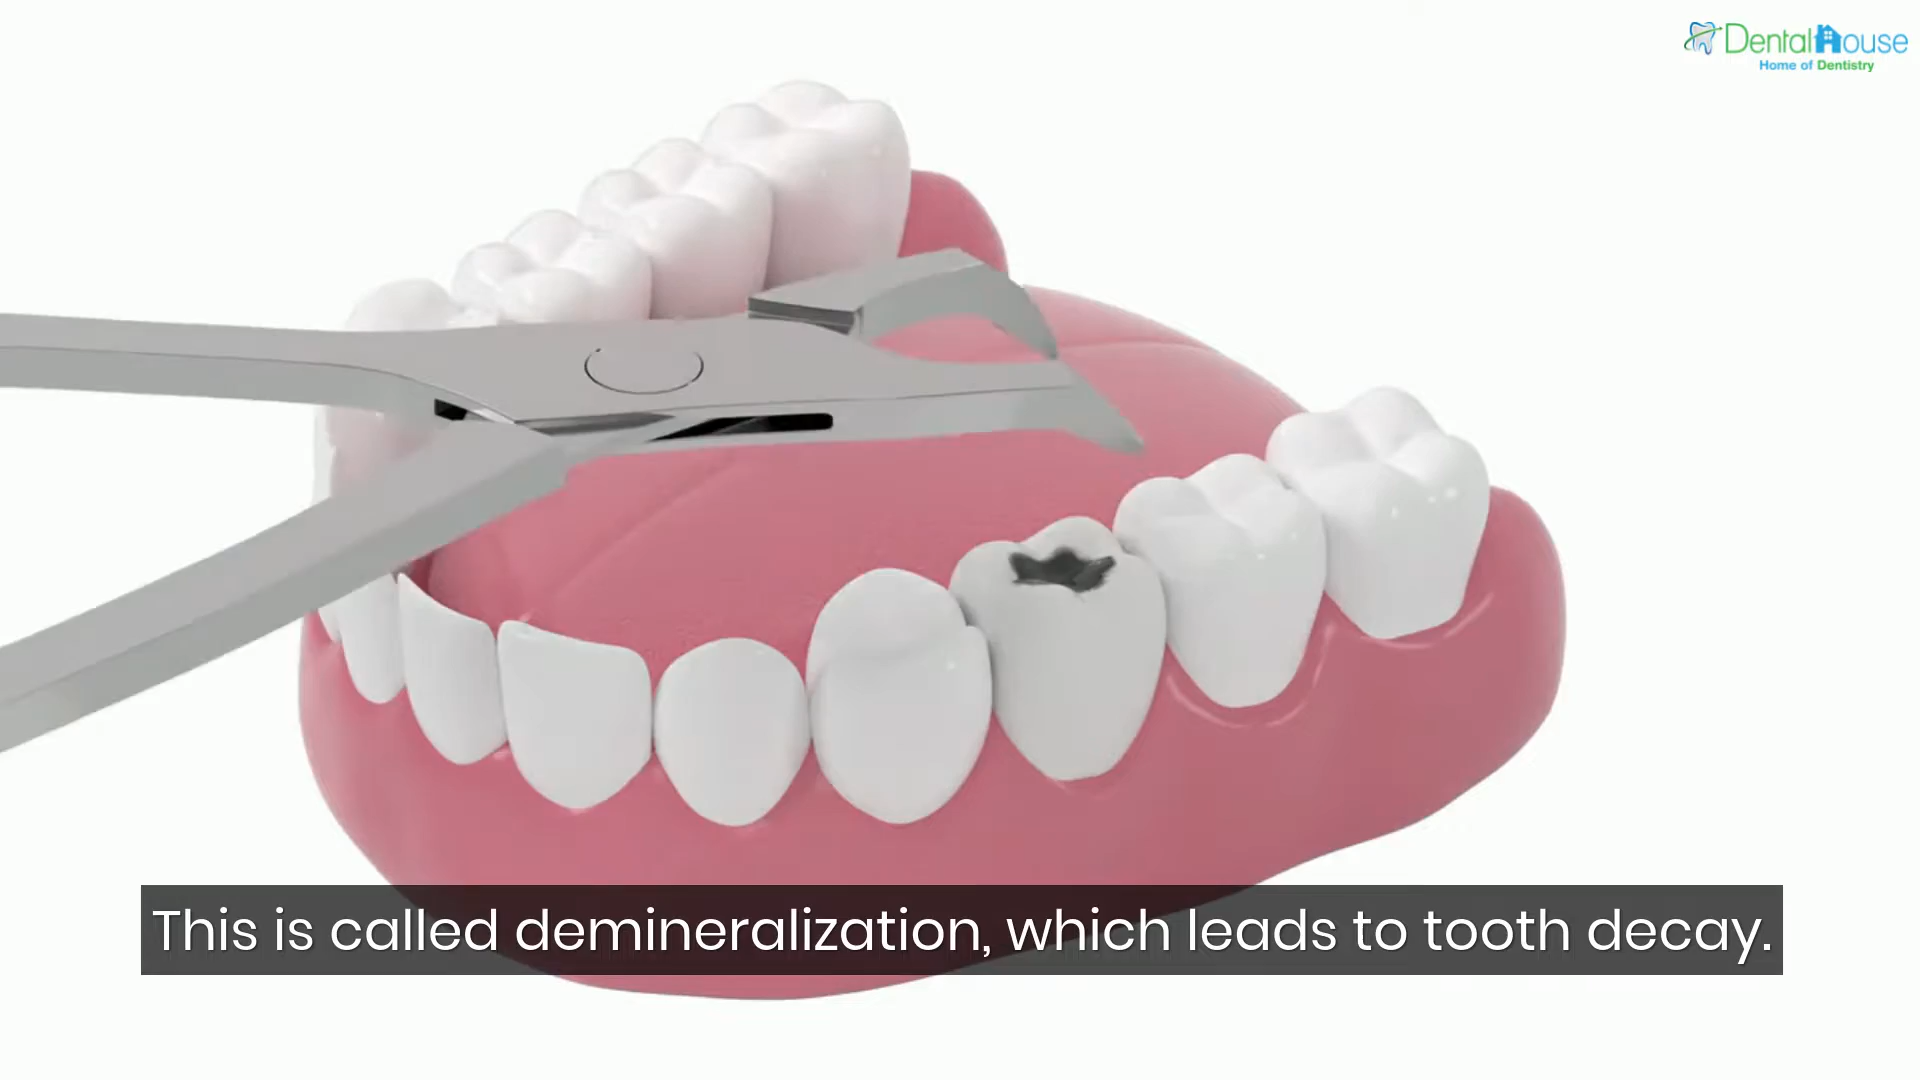 DentalHouse
Home of Dentistry
This is called demineralization, which leads to tooth decay.